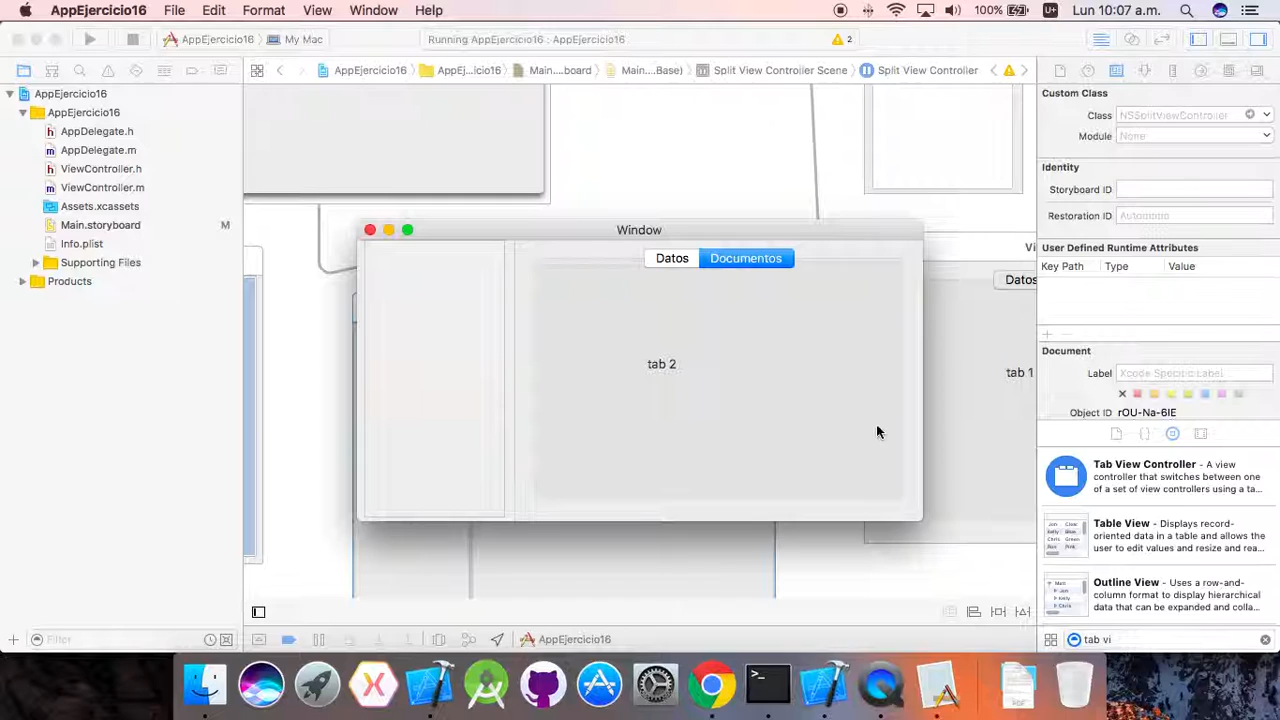 AppEjercicio16 File Edit Format View Window Help 100% U+ Lun 10:07 a.m.
AppEjercicio16 My Mac Running AppEjercicio16 : AppEjercicio16 2
AppEjercicio16 AppEj...icio16 Main....board Main....Base) Split View Controller Scene Split View Controller
AppEjercicio16
AppEjercicio16
h AppDelegate.h
m AppDelegate.m
h ViewController.h
m ViewController.m
Assets.xcassets
Main.storyboard M
Info.plist
Supporting Files
Products
Window
Datos Documentos
tab 2
Vi
Datos
tab 1
Custom Class
Class NSSplitViewController
Module None
Identity
Storyboard ID
Restoration ID Automatic
User Defined Runtime Attributes
Key Path Type Value
Document
Label Xcode Specific Label
Object ID rOU-Na-6IE
Tab View Controller - A view
controller that switches between one
of a set of view controllers using a ta...
Table View - Displays record-
oriented data in a table and allows the
user to edit values and resize and rea...
Outline View - Uses a row-and-
column format to display hierarchical
data that can be expanded and colla...
Filter
AppEjercicio16
tab vi